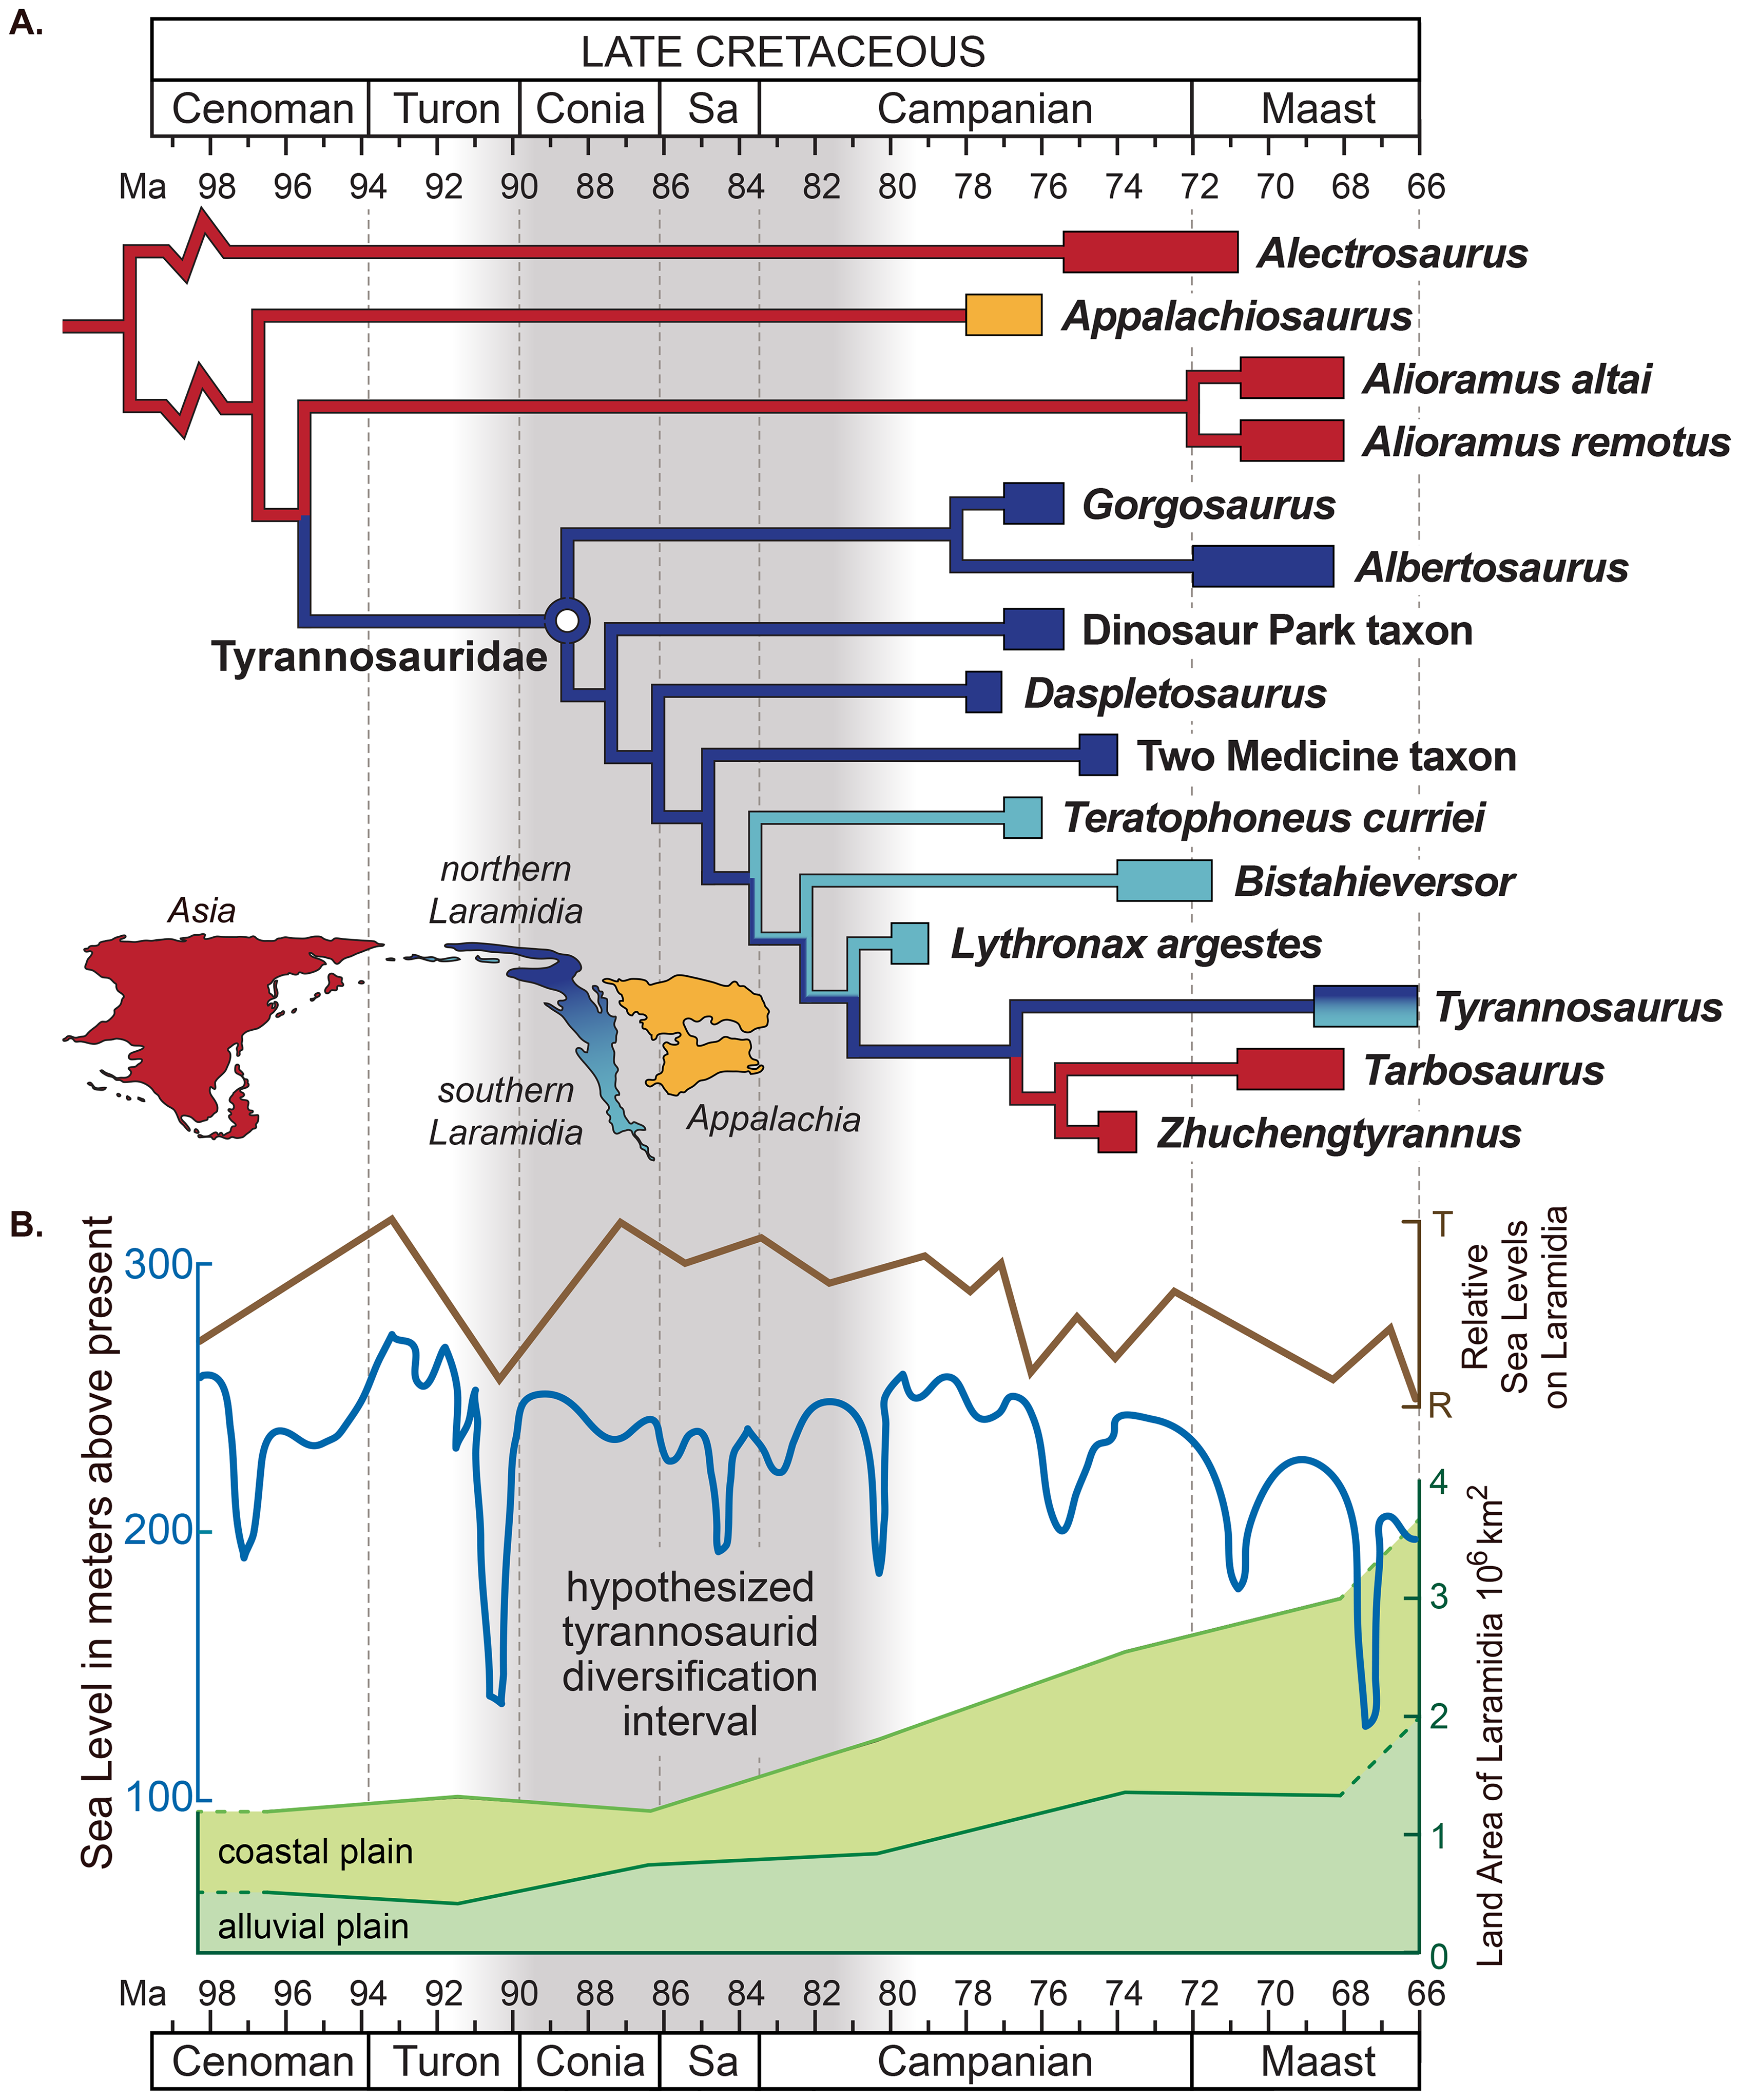 A.
LATE CRETACEOUS
Cenoman Turon Conia Sa Campanian Maast
Ma 98 96 94 92 90 88 86 84 82 80 78 76 74 72 70 68 66
Alectrosaurus
Appalachiosaurus
Alioramus altai
Alioramus remotus
Gorgosaurus
Albertosaurus
Dinosaur Park taxon
Tyrannosauridae
Daspletosaurus
Two Medicine taxon
Teratophoneus curriei
Bistahieversor
Lythronax argestes
Tyrannosaurus
Tarbosaurus
Zhuchengtyrannus
Asia
northern
Laramidia
southern
Laramidia
Appalachia
B.
Sea Level in meters above present
300
200
100
T
R
Relative
Sea Levels
on Laramidia
hypothesized
tyrannosaurid
diversification
interval
4
3
2
1
0
Land Area of Laramidia 10⁶ km²
coastal plain
alluvial plain
Ma 98 96 94 92 90 88 86 84 82 80 78 76 74 72 70 68 66
Cenoman Turon Conia Sa Campanian Maast